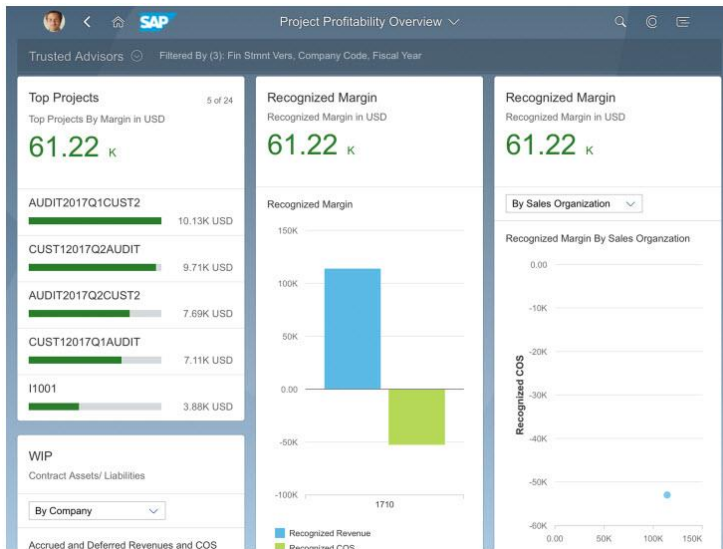 SAP
Project Profitability Overview
Trusted Advisors
Filtered By (3): Fin Stmnt Vers, Company Code, Fiscal Year
Top Projects
5 of 24
Top Projects By Margin in USD
61.22 K
AUDIT2017Q1CUST2
10.13K USD
CUST12017Q2AUDIT
9.71K USD
AUDIT2017Q2CUST2
7.69K USD
CUST12017Q1AUDIT
7.11K USD
I1001
3.88K USD
WIP
Contract Assets/ Liabilities
By Company
Accrued and Deferred Revenues and COS
Recognized Margin
Recognized Margin in USD
61.22 K
Recognized Margin
150K
100K
50K
0.00
-50K
-100K
1710
Recognized Revenue
Recognized COS
Recognized Margin
Recognized Margin in USD
61.22 K
By Sales Organization
Recognized Margin By Sales Organzation
Recognized COS
0.00
-10K
-20K
-30K
-40K
-50K
-60K
0.00 50K 100K 150K